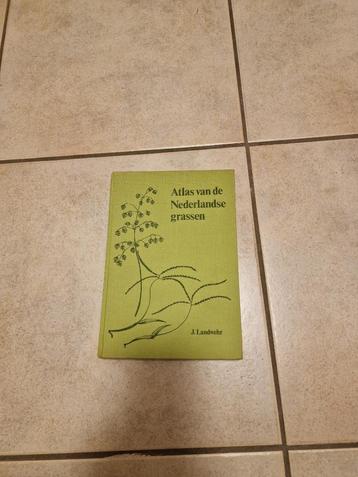 Atlas van de
Nederlandse
grassen
J. Landwehr